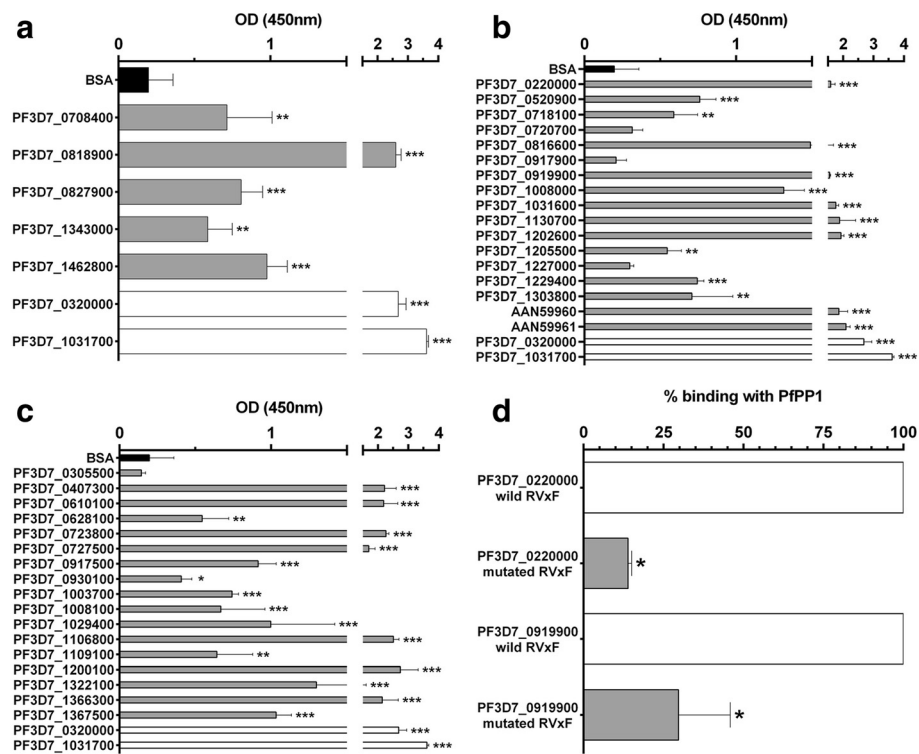 a
OD (450nm)
0 1 2 3 4
BSA
PF3D7_0708400 **
PF3D7_0818900 ***
PF3D7_0827900 ***
PF3D7_1343000 **
PF3D7_1462800 ***
PF3D7_0320000 ***
PF3D7_1031700 ***
b
OD (450nm)
0 1 2 3 4
BSA
PF3D7_0220000 ***
PF3D7_0520900 ***
PF3D7_0718100 **
PF3D7_0720700
PF3D7_0816600 ***
PF3D7_0917900
PF3D7_0919900 ***
PF3D7_1008000 ***
PF3D7_1031600 ***
PF3D7_1130700 ***
PF3D7_1202600 ***
PF3D7_1205500 **
PF3D7_1227000
PF3D7_1229400 ***
PF3D7_1303800 **
AAN59960 ***
AAN59961 ***
PF3D7_0320000 ***
PF3D7_1031700 ***
c
OD (450nm)
0 1 2 3 4
BSA
PF3D7_0305500
PF3D7_0407300 ***
PF3D7_0610100 ***
PF3D7_0628100 **
PF3D7_0723800 ***
PF3D7_0727500 ***
PF3D7_0917500 ***
PF3D7_0930100 *
PF3D7_1003700 ***
PF3D7_1008100 ***
PF3D7_1029400 ***
PF3D7_1106800 ***
PF3D7_1109100 **
PF3D7_1200100 ***
PF3D7_1322100 ***
PF3D7_1366300 ***
PF3D7_1367500 ***
PF3D7_0320000 ***
PF3D7_1031700 ***
d
% binding with PfPP1
0 25 50 75 100
PF3D7_0220000
wild RVxF
PF3D7_0220000
mutated RVxF *
PF3D7_0919900
wild RVxF
PF3D7_0919900
mutated RVxF *